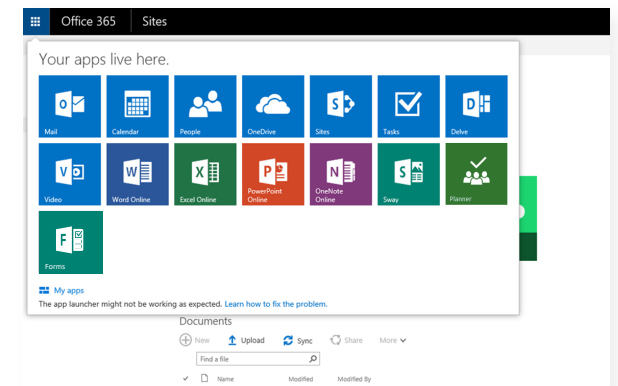 Office 365 Sites
Your apps live here.
Mail Calendar People OneDrive Sites Tasks Delve
Video Word Online Excel Online PowerPoint Online OneNote Online Sway Planner
Forms
My apps
The app launcher might not be working as expected. Learn how to fix the problem.
Documents
New Upload Sync Share More
Find a file
Name Modified Modified By